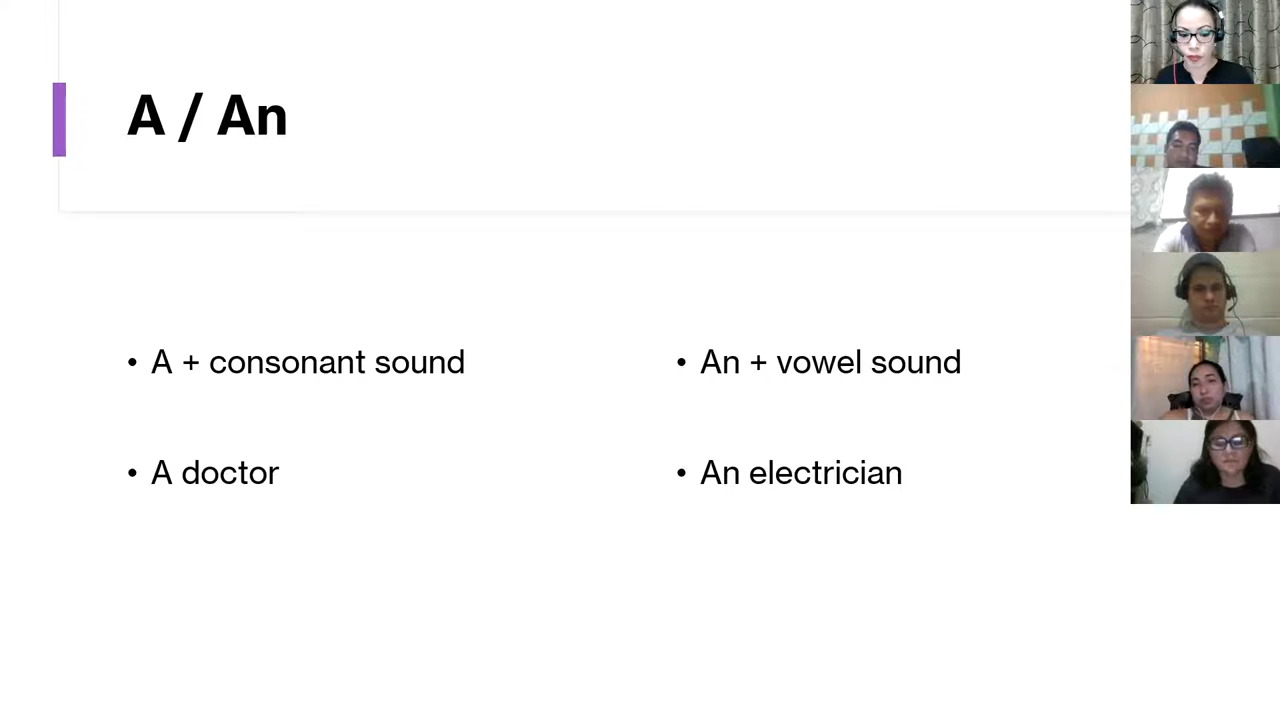 A / An
• A + consonant sound
• An + vowel sound
• A doctor
• An electrician